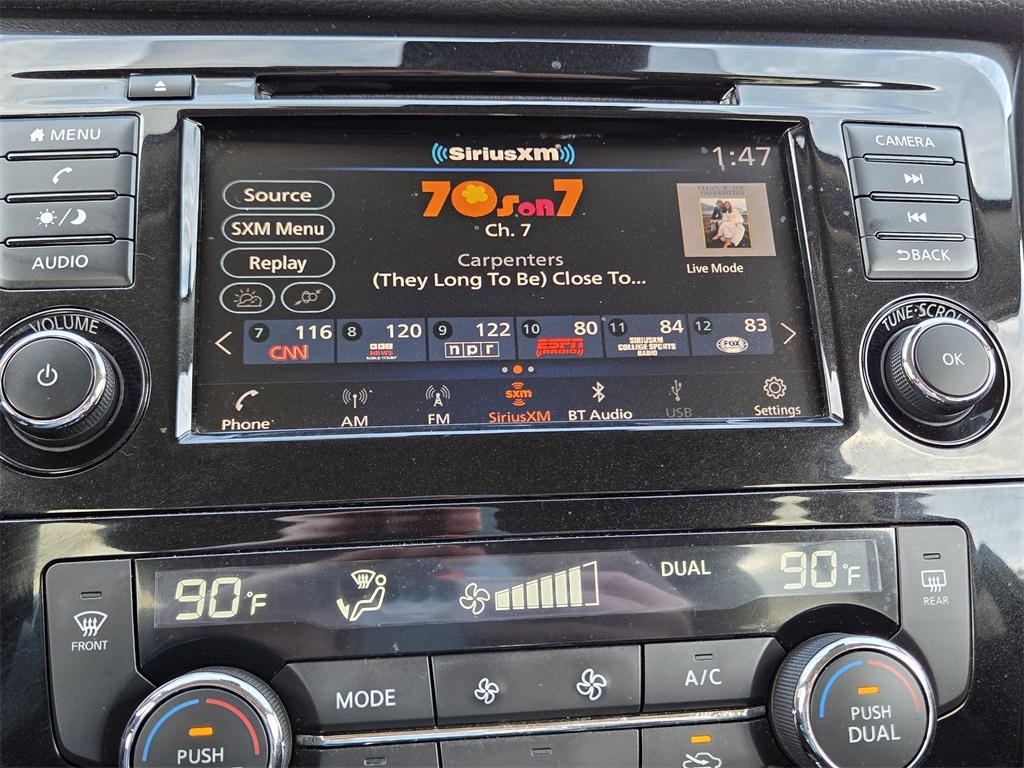 MENU
AUDIO
VOLUME
SiriusXM
1:47
Source
SXM Menu
Replay
70s on 7
Ch. 7
Carpenters
(They Long To Be) Close To...
Live Mode
7 116 CNN
8 120 BBC NEWS
9 122 npr
10 80 ESPN RADIO
11 84 SIRIUSXM COLLEGE SPORTS RADIO
12 83 FOX
Phone
AM
FM
sxm
SiriusXM
BT Audio
USB
Settings
CAMERA
BACK
TUNE·SCROLL
OK
90°F
DUAL
90°F
FRONT
REAR
MODE
A/C
PUSH
PUSH
DUAL